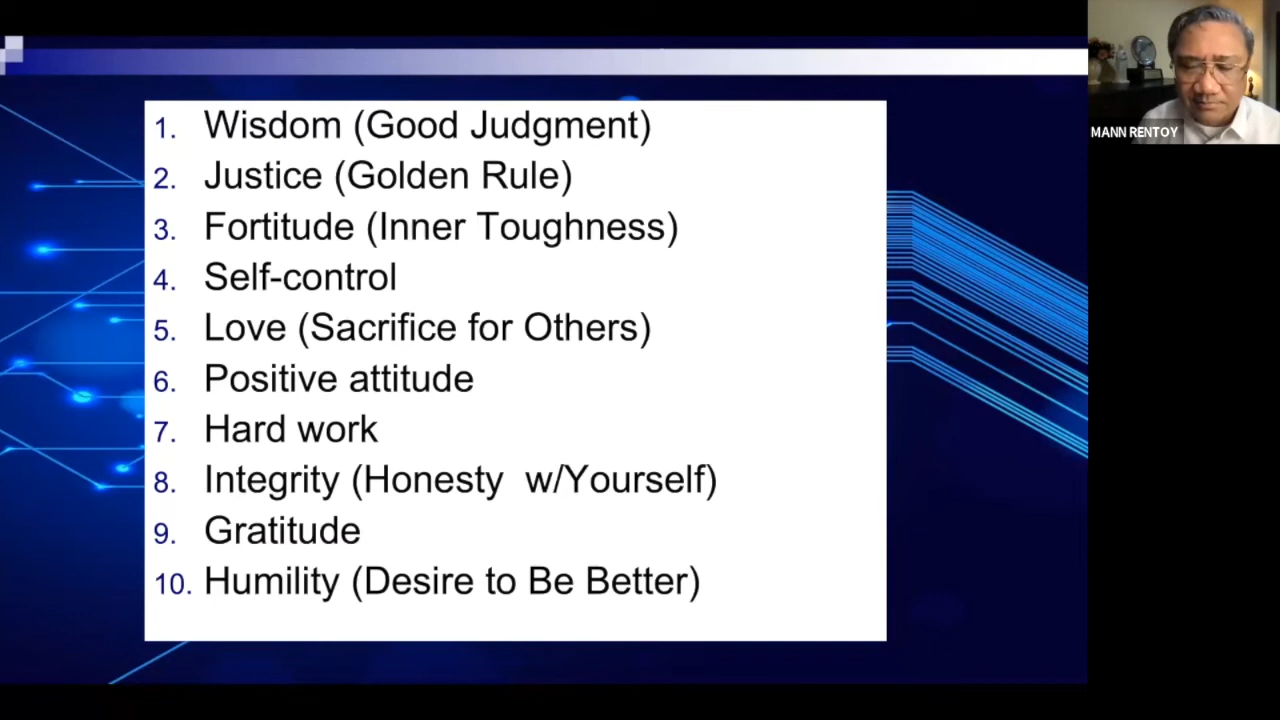 1. Wisdom (Good Judgment)
2. Justice (Golden Rule)
3. Fortitude (Inner Toughness)
4. Self-control
5. Love (Sacrifice for Others)
6. Positive attitude
7. Hard work
8. Integrity (Honesty  w/Yourself)
9. Gratitude
10. Humility (Desire to Be Better)
MANN RENTOY